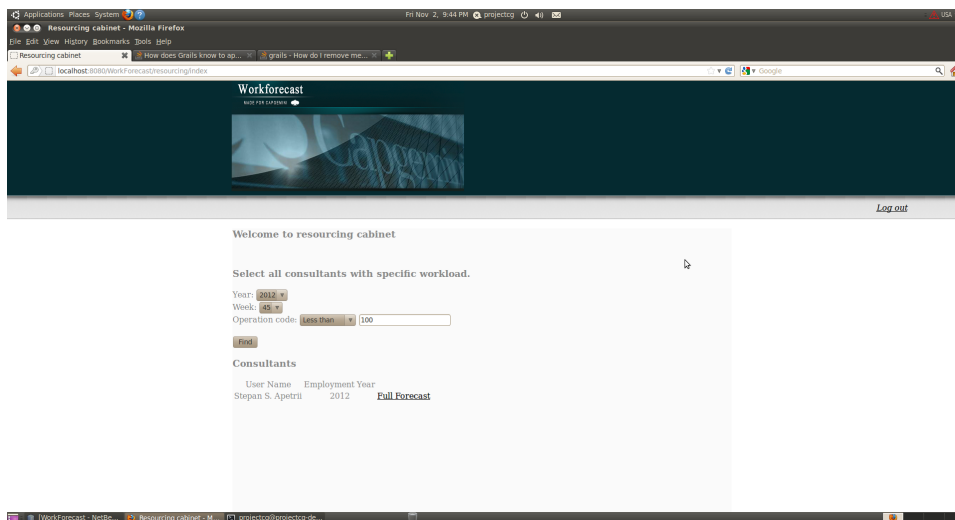 Applications Places System
Fri Nov 2, 9:44 PM projectcg
USA
Resourcing cabinet - Mozilla Firefox
File Edit View History Bookmarks Tools Help
Resourcing cabinet
How does Grails know to ap...
grails - How do I remove me...
localhost:8080/WorkForecast/resourcing/index
Google
Workforecast
MADE FOR CAPGEMINI
Capgemini
Log out
Welcome to resourcing cabinet
Select all consultants with specific workload.
Year: 2012
Week: 45
Operation code: Less than 100
Find
Consultants
User Name Employment Year
Stepan S. Apetrii 2012 Full Forecast
[WorkForecast - NetBe...
Resourcing cabinet - M...
projectcg@projectcg-de...